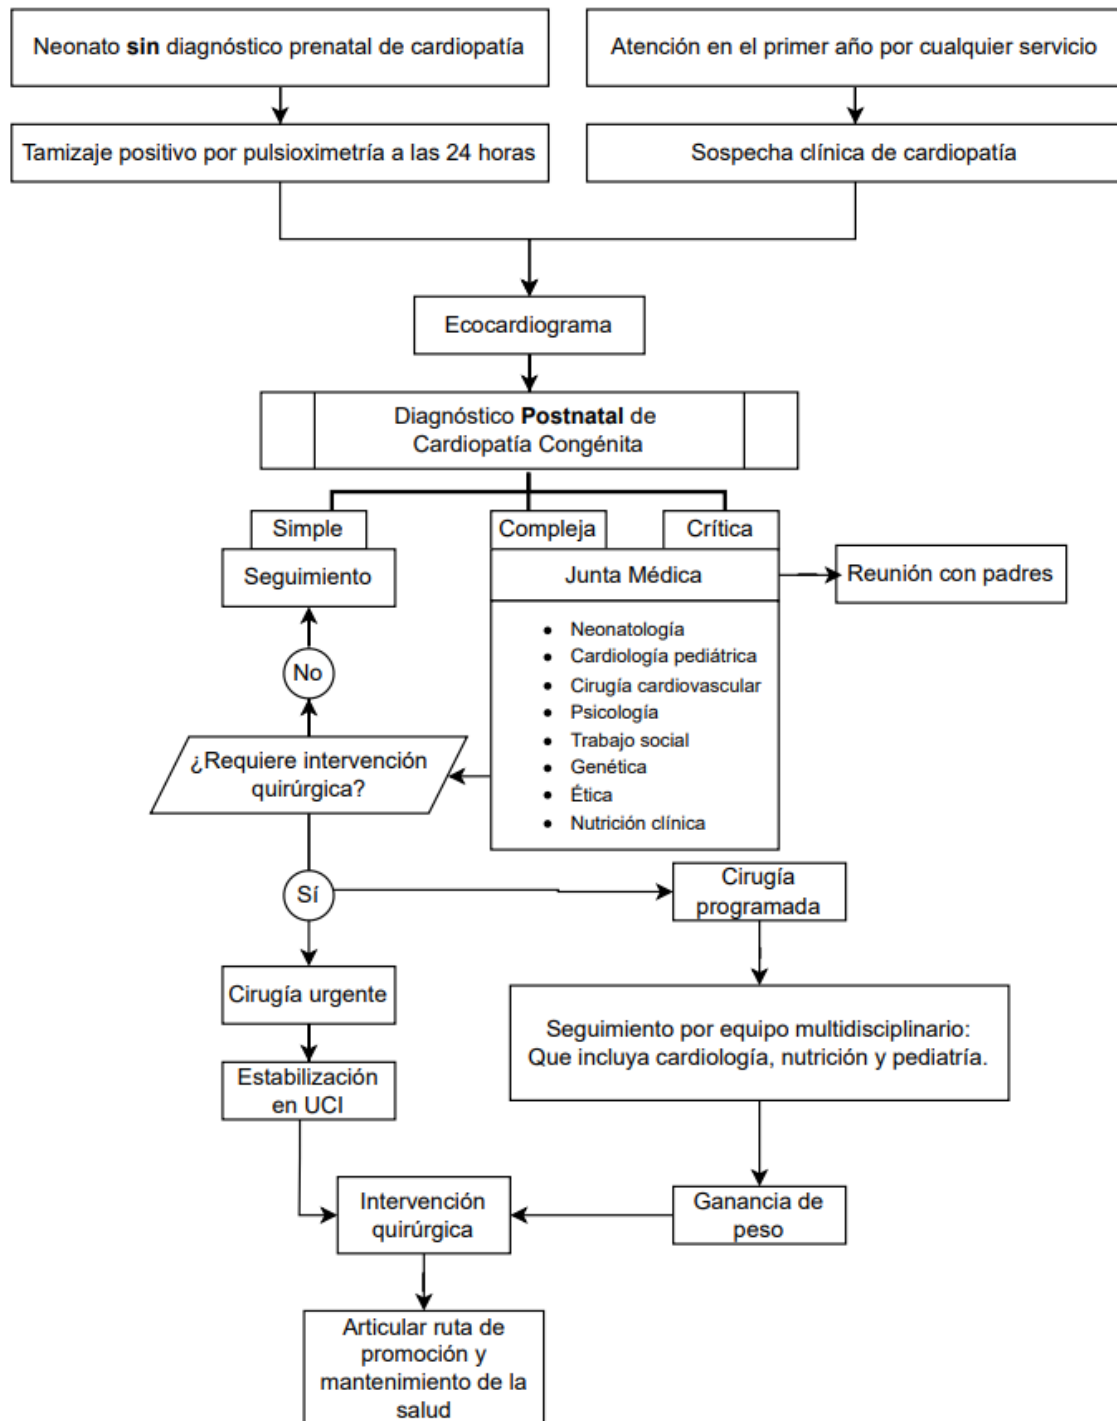 Neonato sin diagnóstico prenatal de cardiopatía
Atención en el primer año por cualquier servicio
Tamizaje positivo por pulsioximetría a las 24 horas
Sospecha clínica de cardiopatía
Ecocardiograma
Diagnóstico Postnatal de
Cardiopatía Congénita
Simple
Compleja
Crítica
Seguimiento
Junta Médica
Reunión con padres
• Neonatología
• Cardiología pediátrica
• Cirugía cardiovascular
• Psicología
• Trabajo social
• Genética
• Ética
• Nutrición clínica
No
¿Requiere intervención
quirúrgica?
Sí
Cirugía
programada
Cirugía urgente
Seguimiento por equipo multidisciplinario:
Que incluya cardiología, nutrición y pediatría.
Estabilización
en UCI
Intervención
quirúrgica
Ganancia de
peso
Articular ruta de
promoción y
mantenimiento de la
salud